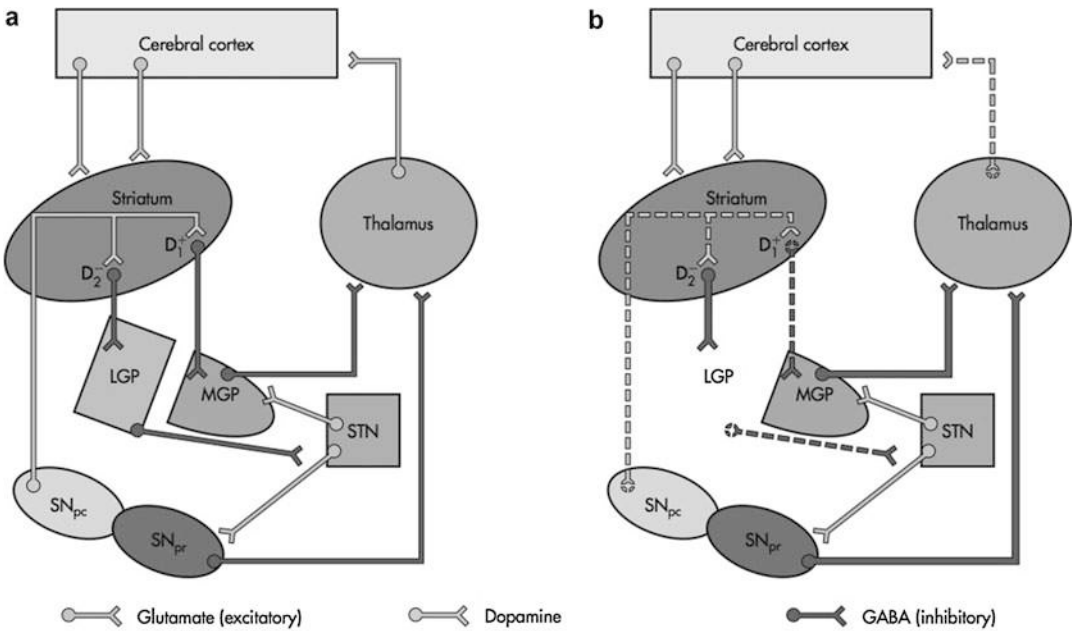 a
Cerebral cortex
Striatum
D₁⁺
D₂⁻
Thalamus
LGP
MGP
STN
SNpc
SNpr
b
Cerebral cortex
Striatum
D₁⁺
D₂⁻
Thalamus
LGP
MGP
STN
SNpc
SNpr
Glutamate (excitatory)
Dopamine
GABA (inhibitory)